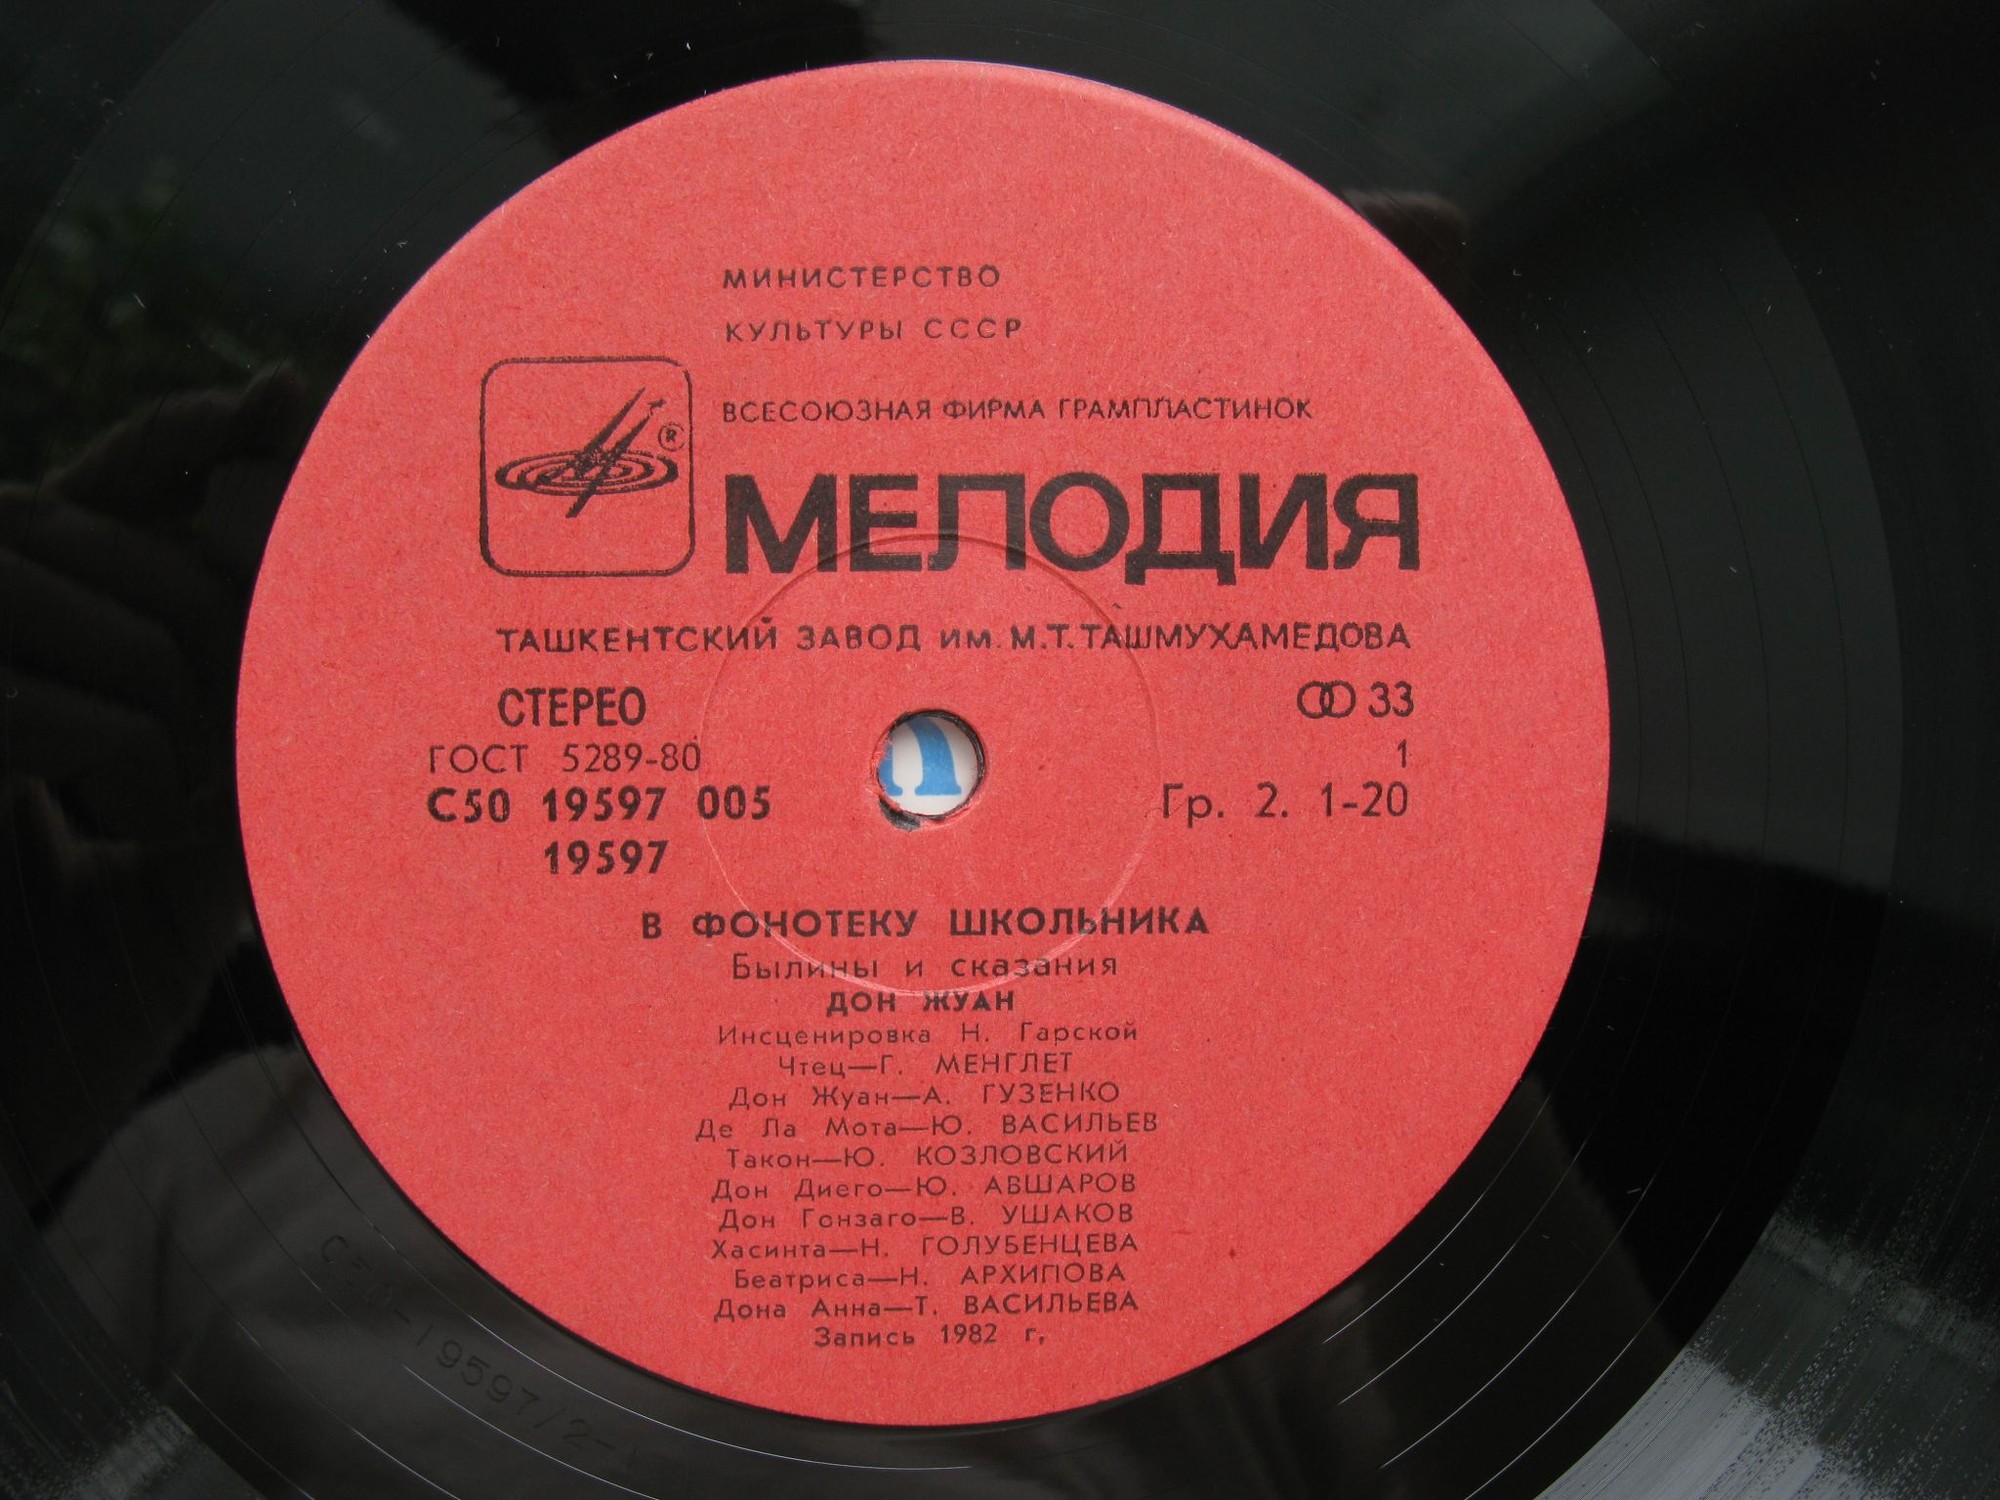 МИНИСТЕРСТВО
КУЛЬТУРЫ СССР
ВСЕСОЮЗНАЯ ФИРМА ГРАМПЛАСТИНОК
®
МЕЛОДИЯ
ТАШКЕНТСКИЙ ЗАВОД им. М.Т.ТАШМУХАМЕДОВА
СТЕРЕО 33
ГОСТ 5289-80 1
С50 19597 005 Гр. 2. 1-20
19597
В ФОНОТЕКУ ШКОЛЬНИКА
Былины и сказания
ДОН ЖУАН
Инсценировка Н. Гарской
Чтец—Г. МЕНГЛЕТ
Дон Жуан—А. ГУЗЕНКО
Де Ла Мота—Ю. ВАСИЛЬЕВ
Такон—Ю. КОЗЛОВСКИЙ
Дон Диего—Ю. АВШАРОВ
Дон Гонзаго—В. УШАКОВ
Хасинта—Н. ГОЛУБЕНЦЕВА
Беатриса—Н. АРХИПОВА
Дона Анна—Т. ВАСИЛЬЕВА
Запись 1982 г.